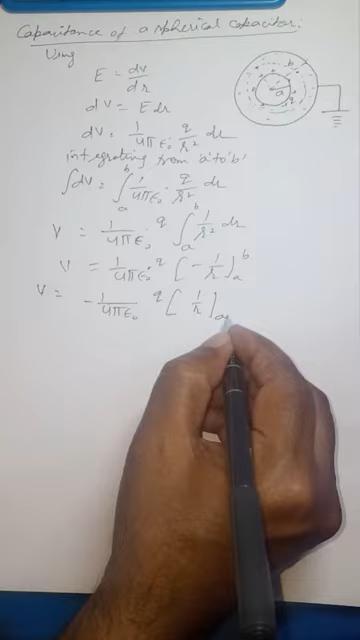 Capacitance of a spherical capacitor.
Using
E = dv/dr
dV = E dr
dV = 1/4πε₀ · q/r² dr
integrating from 'a' to 'b'
∫dV = ∫ₐᵇ 1/4πε₀ · q/r² dr
V = 1/4πε₀ · q ∫ₐᵇ 1/r² dr
V = 1/4πε₀ · q [-1/r]ₐᵇ
V = -1/4πε₀ q [1/r]ₐ
b
a